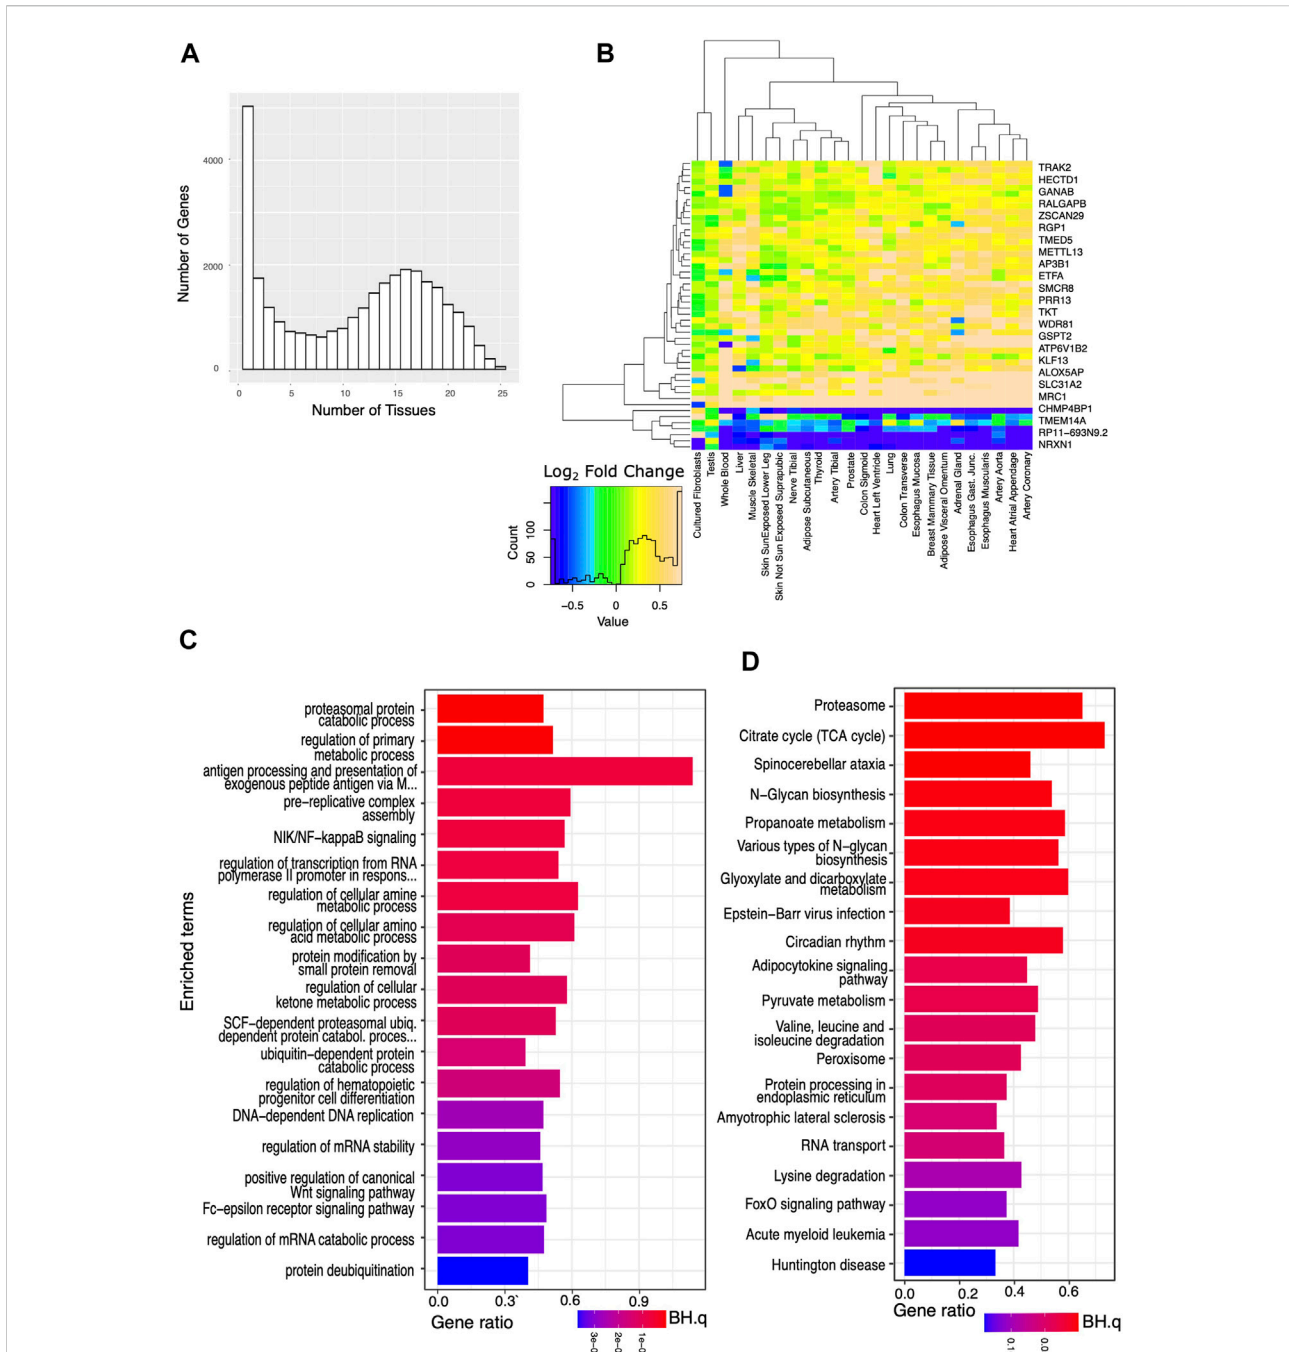 A
4000
2000
0
Number of Genes
0 5 10 15 20 25
Number of Tissues
B
TRAK2
HECTD1
GANAB
RALGAPB
ZSCAN29
RGP1
TMED5
METTL13
AP3B1
ETFA
SMCR8
PRR13
TKT
WDR81
GSPT2
ATP6V1B2
KLF13
ALOX5AP
SLC31A2
MRC1
CHMP4BP1
TMEM14A
RP11−693N9.2
NRXN1
Cultured Fibroblasts
Testis
Whole Blood
Liver
Muscle Skeletal
Skin SunExposed Lower Leg
Skin Not Sun Exposed Suprapubic
Nerve Tibial
Adipose Subcutaneous
Thyroid
Artery Tibial
Prostate
Colon Sigmoid
Heart Left Ventricle
Lung
Colon Transverse
Esophagus Mucosa
Breast Mammary Tissue
Adipose Visceral Omentum
Adrenal Gland
Esophagus Gast. Junc.
Esophagus Muscularis
Artery Aorta
Heart Atrial Appendage
Artery Coronary
Log2 Fold Change
Count
0 50 100
−0.5 0 0.5
Value
C
Enriched terms
proteasomal protein
catabolic process
regulation of primary
metabolic process
antigen processing and presentation of
exogenous peptide antigen via M...
pre−replicative complex
assembly
NIK/NF−kappaB signaling
regulation of transcription from RNA
polymerase II promoter in respons...
regulation of cellular amine
metabolic process
regulation of cellular amino
acid metabolic process
protein modification by
small protein removal
regulation of cellular
ketone metabolic process
SCF−dependent proteasomal ubiq.
dependent protein catabol. proces...
ubiquitin−dependent protein
catabolic process
regulation of hematopoietic
progenitor cell differentiation
DNA−dependent DNA replication
regulation of mRNA stability
positive regulation of canonical
Wnt signaling pathway
Fc−epsilon receptor signaling pathway
regulation of mRNA catabolic process
protein deubiquitination
0.0 0.3 0.6 0.9
Gene ratio
BH.q
3e-0 2e-0 1e-0
D
Proteasome
Citrate cycle (TCA cycle)
Spinocerebellar ataxia
N−Glycan biosynthesis
Propanoate metabolism
Various types of N−glycan
biosynthesis
Glyoxylate and dicarboxylate
metabolism
Epstein−Barr virus infection
Circadian rhythm
Adipocytokine signaling
pathway
Pyruvate metabolism
Valine, leucine and
isoleucine degradation
Peroxisome
Protein processing in
endoplasmic reticulum
Amyotrophic lateral sclerosis
RNA transport
Lysine degradation
FoxO signaling pathway
Acute myeloid leukemia
Huntington disease
0.0 0.2 0.4 0.6
Gene ratio
BH.q
0.1 0.0